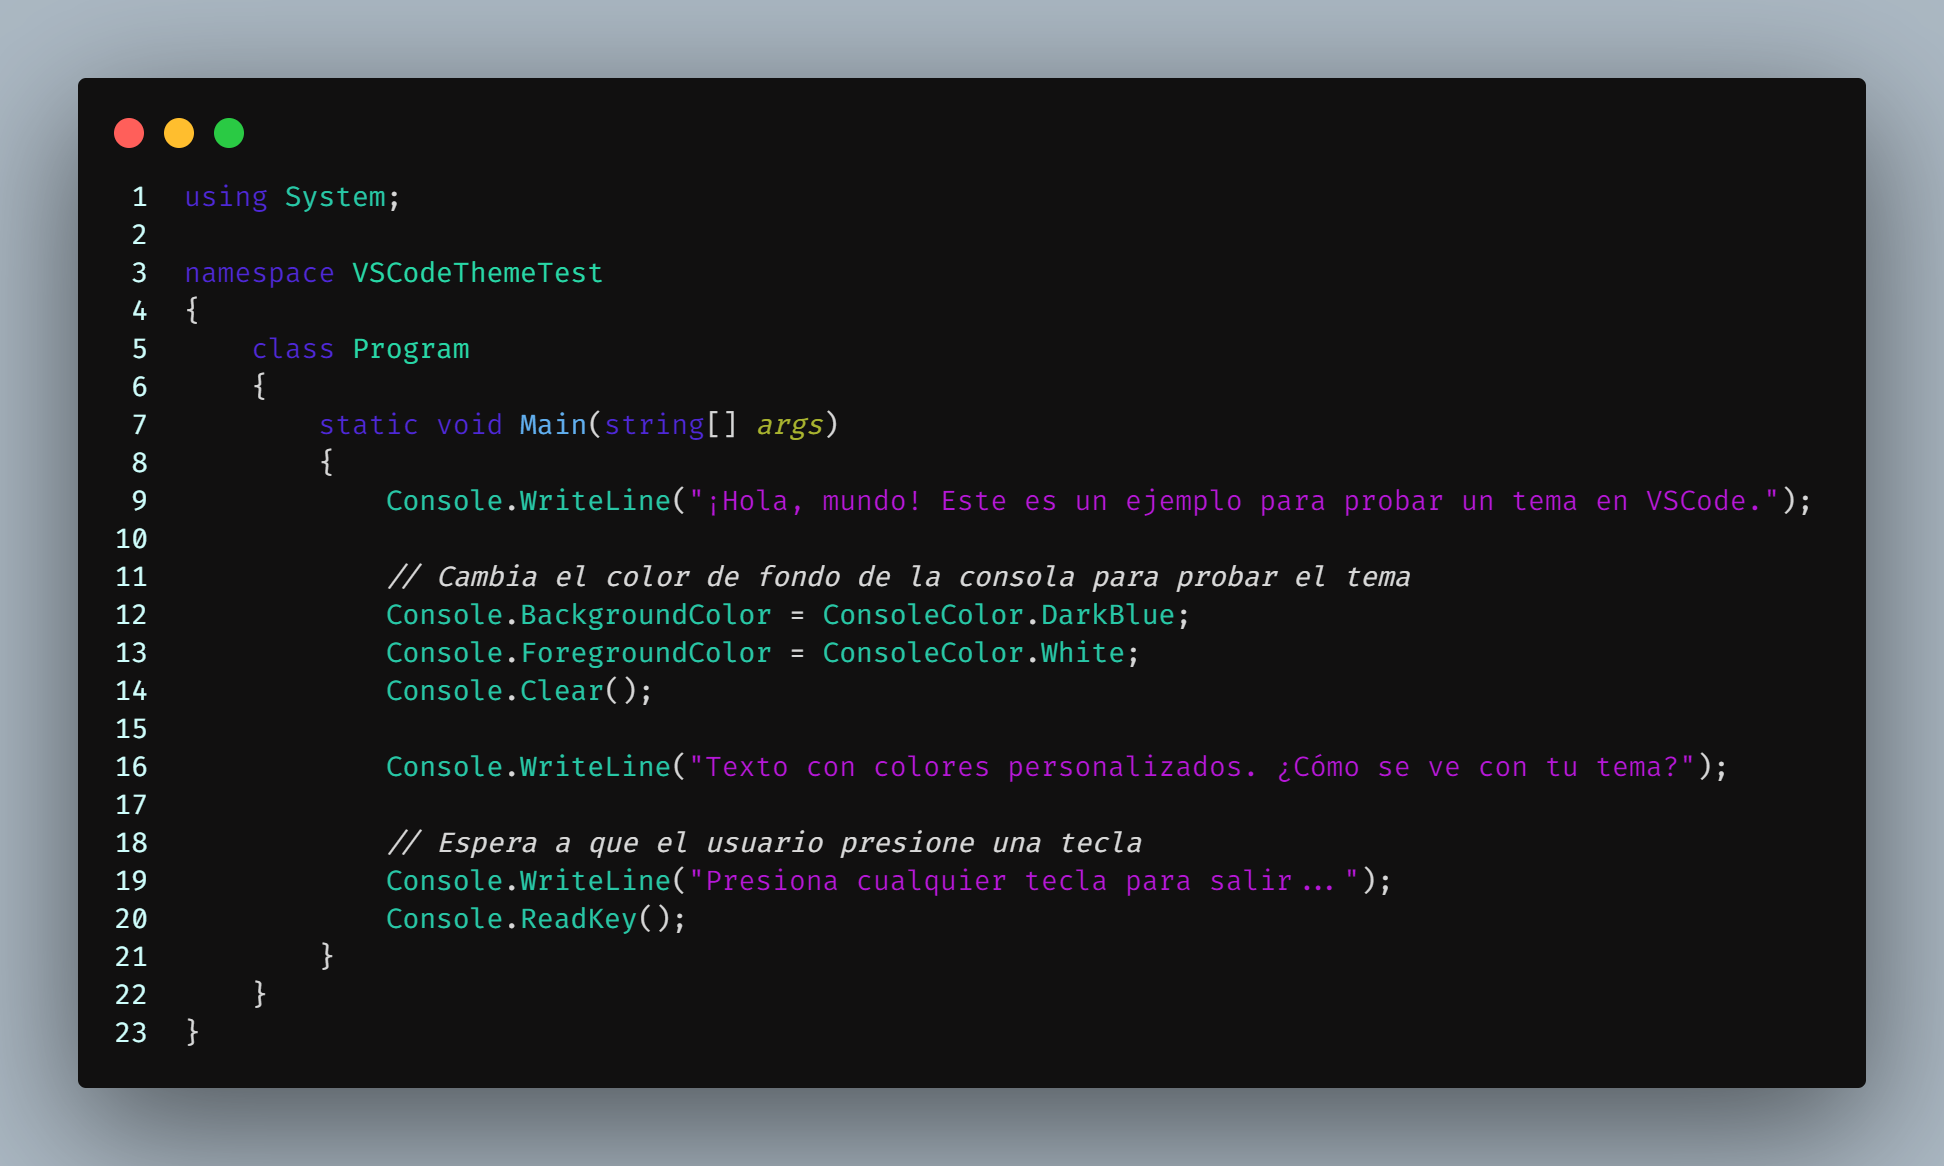 1 using System;
2
3 namespace VSCodeThemeTest
4 {
5     class Program
6     {
7         static void Main(string[] args)
8         {
9             Console.WriteLine("¡Hola, mundo! Este es un ejemplo para probar un tema en VSCode.");
10
11             // Cambia el color de fondo de la consola para probar el tema
12             Console.BackgroundColor = ConsoleColor.DarkBlue;
13             Console.ForegroundColor = ConsoleColor.White;
14             Console.Clear();
15
16             Console.WriteLine("Texto con colores personalizados. ¿Cómo se ve con tu tema?");
17
18             // Espera a que el usuario presione una tecla
19             Console.WriteLine("Presiona cualquier tecla para salir...");
20             Console.ReadKey();
21         }
22     }
23 }